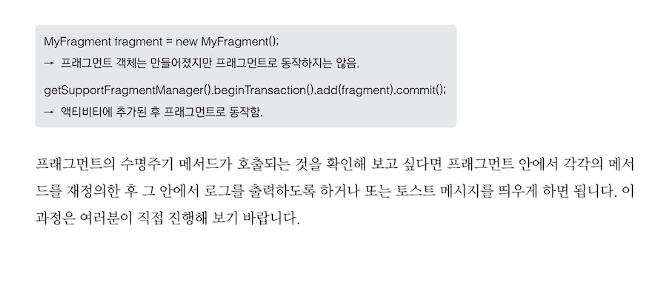 MyFragment fragment = new MyFragment();
→ 프래그먼트 객체는 만들어졌지만 프래그먼트로 동작하지는 않음.
getSupportFragmentManager().beginTransaction().add(fragment).commit();
→ 액티비티에 추가된 후 프래그먼트로 동작함.
프래그먼트의 수명주기 메서드가 호출되는 것을 확인해 보고 싶다면 프래그먼트 안에서 각각의 메서
드를 재정의한 후 그 안에서 로그를 출력하도록 하거나 또는 토스트 메시지를 띄우게 하면 됩니다. 이
과정은 여러분이 직접 진행해 보기 바랍니다.